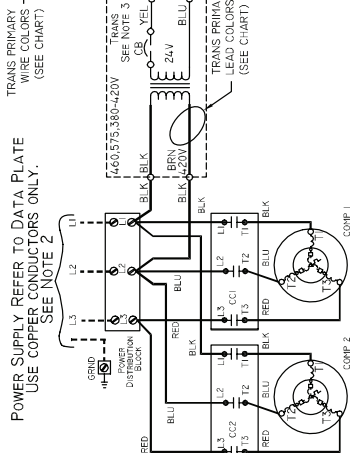 TRANS PRIMARY
WIRE COLORS -
(SEE CHART)
TRANS
SEE NOTE 3
CB
YEL
BLU
24V
TRANS PRIMA
LEAD COLORS
(SEE CHART)
460,575,380-420V
BLK
BRN
420V
BLK
BLK
POWER SUPPLY REFER TO DATA PLATE
USE COPPER CONDUCTORS ONLY.
SEE NOTE 2
L1
L2
L3
GRND
POWER
DISTRIBUTION
BLOCK
L1
L2
L3
BLK
BLU
RED
L1
T1
L2
T2
L3
T3
CC1
BLK
BLU
RED
T1
T2
T3
COMP 1
BLK
BLU
RED
L1
T1
L2
T2
L3
T3
CC2
BLK
BLU
RED
T1
T2
T3
COMP 2